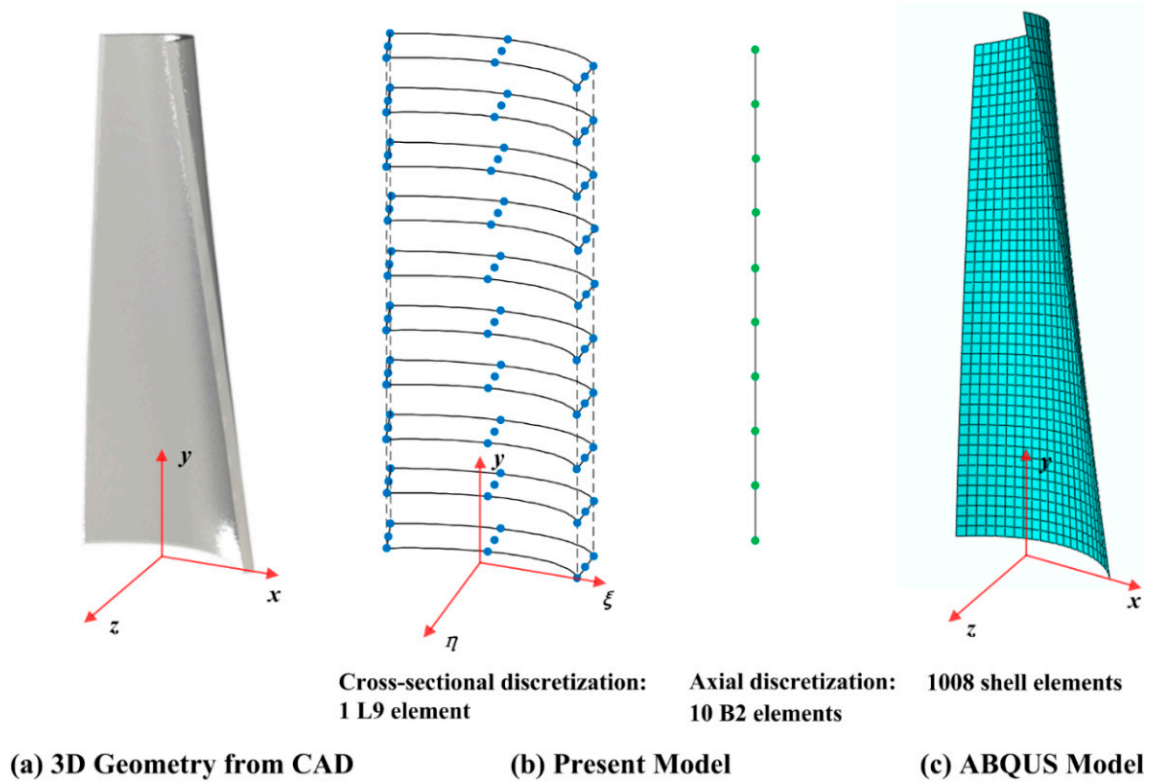 y
x
z
y
ξ
η
y
x
z
Cross-sectional discretization:
1 L9 element
Axial discretization:
10 B2 elements
1008 shell elements
(a) 3D Geometry from CAD
(b) Present Model
(c) ABQUS Model